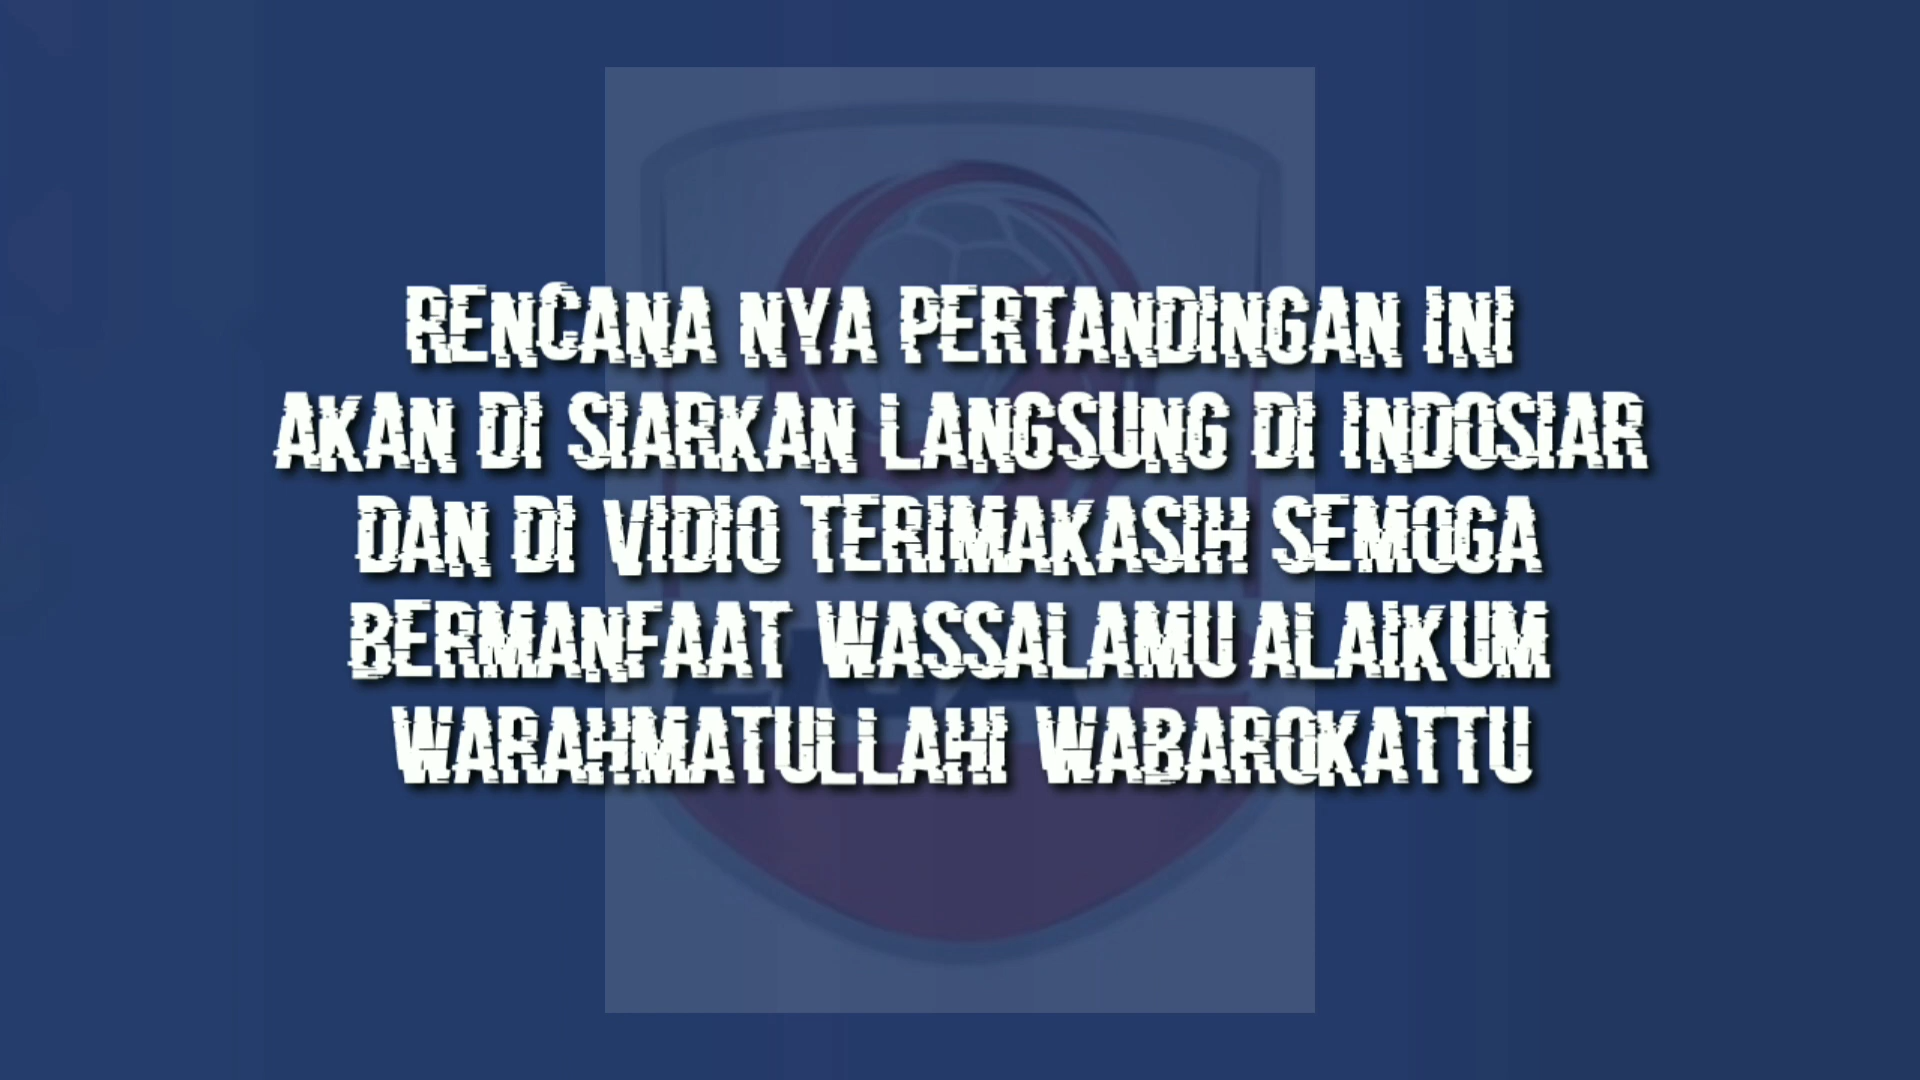 RENCANA NYA PERTANDINGAN INI
AKAN DI SIARKAN LANGSUNG DI INDOSIAR
DAN DI VIDIO TERIMAKASIH SEMOGA
BERMANFAAT WASSALAMU ALAIKUM
WARAHMATULLAHI WABAROKATTU